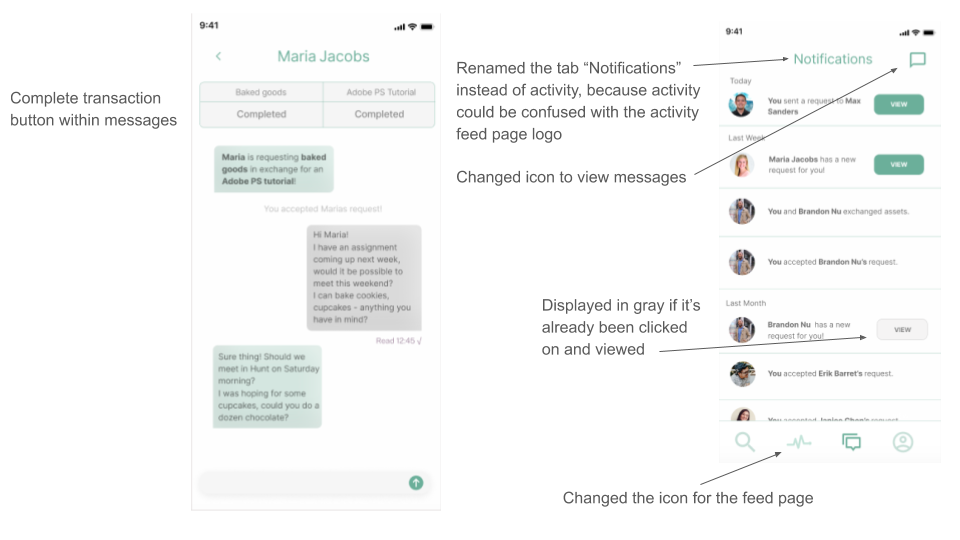 Complete transaction
button within messages
9:41
Maria Jacobs
Baked goods
Adobe PS Tutorial
Completed
Completed
Maria is requesting baked
goods in exchange for an
Adobe PS tutorial!
You accepted Marias request!
Hi Maria!
I have an assignment
coming up next week,
would it be possible to
meet this weekend?
I can bake cookies,
cupcakes - anything you
have in mind?
Read 12:45
Sure thing! Should we
meet in Hunt on Saturday
morning?
I was hoping for some
cupcakes, could you do a
dozen chocolate?
Renamed the tab “Notifications”
instead of activity, because activity
could be confused with the activity
feed page logo
Changed icon to view messages
Displayed in gray if it’s
already been clicked
on and viewed
9:41
Notifications
Today
You sent a request to Max
Sanders
VIEW
Last Week
Maria Jacobs has a new
request for you!
VIEW
You and Brandon Nu exchanged assets.
You accepted Brandon Nu's request.
Last Month
Brandon Nu has a new
request for you!
VIEW
You accepted Erik Barret's request.
You accepted Janice Chan's request.
Changed the icon for the feed page